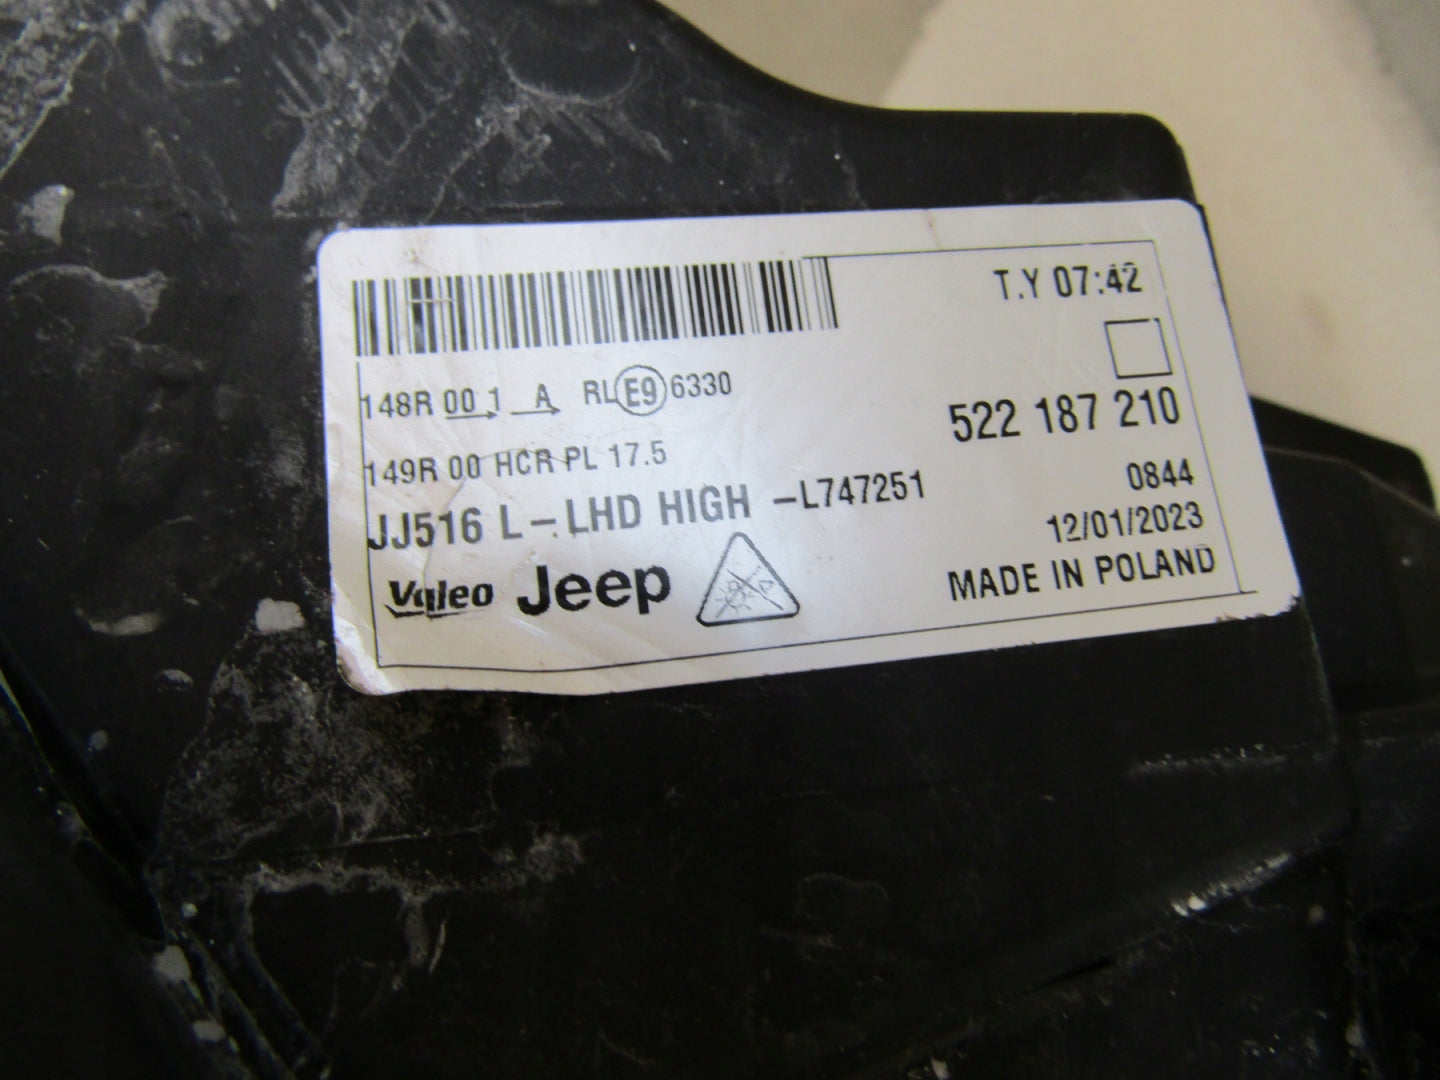 T.Y 07:42
148R 00 1 A RL E9 6330
522 187 210
149R 00 HCR PL 17.5
0844
JJ516 L-LHD HIGH -L747251
12/01/2023
Valeo Jeep
MADE IN POLAND